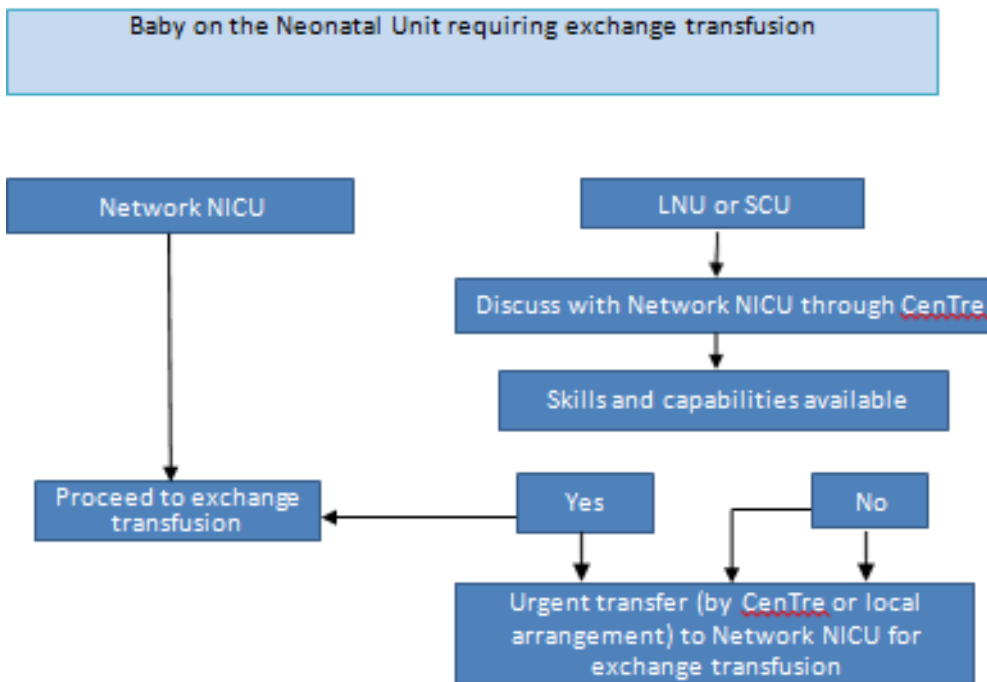 Baby on the Neonatal Unit requiring exchange transfusion
Network NICU
LNU or SCU
Discuss with Network NICU through CenTre
Skills and capabilities available
Proceed to exchange
transfusion
Yes
No
Urgent transfer (by CenTre or local
arrangement) to Network NICU for
exchange transfusion